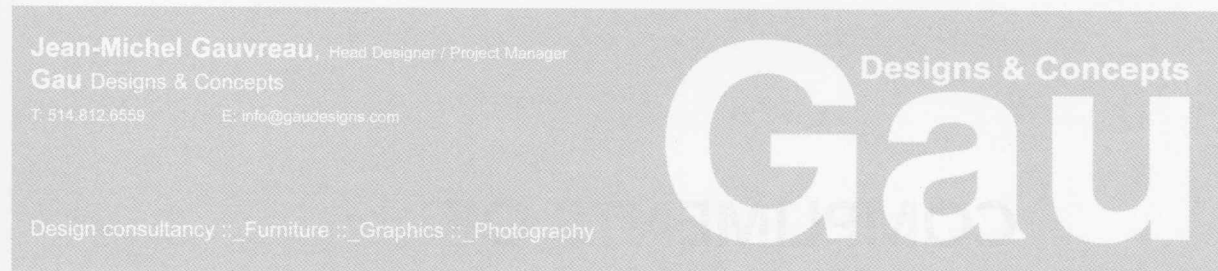 Jean-Michel Gauvreau, Head Designer / Project Manager
Gau Designs & Concepts
T: 514.812.6559 E: info@gaudesigns.com
Design consultancy ::_Furniture ::_Graphics ::_Photography
Designs & Concepts
Gau